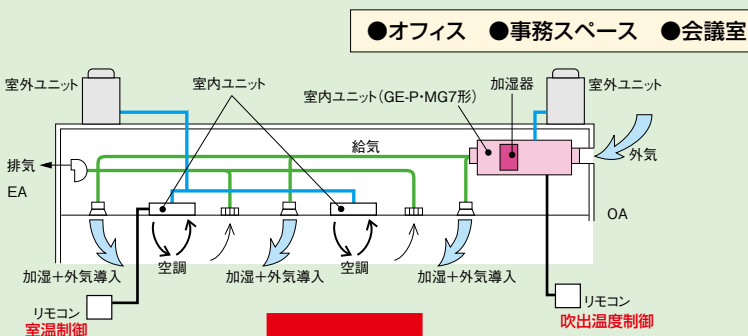 ●オフィス ●事務スペース ●会議室
室外ユニット
室内ユニット
加湿器
室外ユニット
室内ユニット(GE-P・MG7形)
給気
外気
排気
EA
OA
加湿+外気導入
空調
加湿+外気導入
空調
加湿+外気導入
リモコン
室温制御
リモコン
吹出温度制御